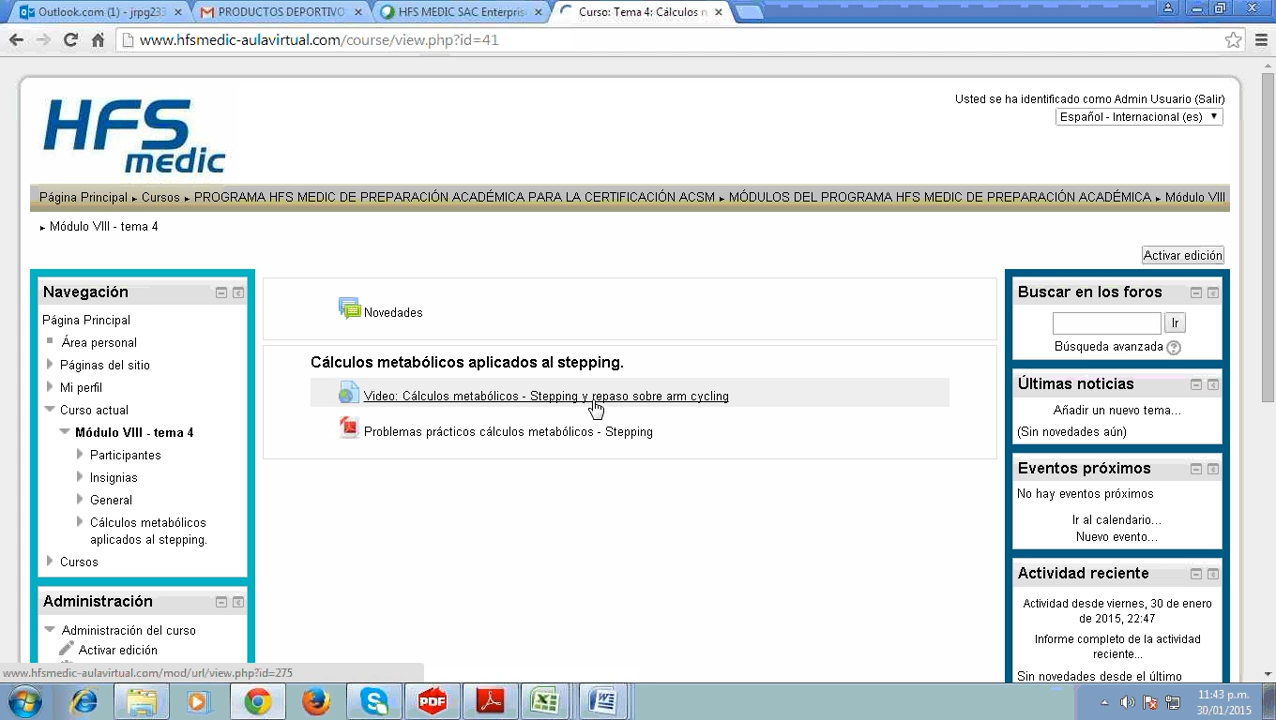 Outlook.com (1) - jrpg233
PRODUCTOS DEPORTIVO
HFS MEDIC SAC Enterpris
Curso: Tema 4: Cálculos n
www.hfsmedic-aulavirtual.com/course/view.php?id=41
HFS
medic
Usted se ha identificado como Admin Usuario (Salir)
Español - Internacional (es)
Página Principal ▸ Cursos ▸ PROGRAMA HFS MEDIC DE PREPARACIÓN ACADÉMICA PARA LA CERTIFICACIÓN ACSM ▸ MÓDULOS DEL PROGRAMA HFS MEDIC DE PREPARACIÓN ACADÉMICA ▸ Módulo VIII
▸ Módulo VIII - tema 4
Activar edición
Navegación
Página Principal
Área personal
Páginas del sitio
Mi perfil
Curso actual
Módulo VIII - tema 4
Participantes
Insignias
General
Cálculos metabólicos
aplicados al stepping.
Cursos
Administración
Administración del curso
Activar edición
Novedades
Cálculos metabólicos aplicados al stepping.
Video: Cálculos metabólicos - Stepping y repaso sobre arm cycling
Problemas prácticos cálculos metabólicos - Stepping
Buscar en los foros
Ir
Búsqueda avanzada
Últimas noticias
Añadir un nuevo tema...
(Sin novedades aún)
Eventos próximos
No hay eventos próximos
Ir al calendario...
Nuevo evento...
Actividad reciente
Actividad desde viernes, 30 de enero
de 2015, 22:47
Informe completo de la actividad
reciente...
Sin novedades desde el último
www.hfsmedic-aulavirtual.com/mod/url/view.php?id=275
PDF
11:43 p.m.
30/01/2015